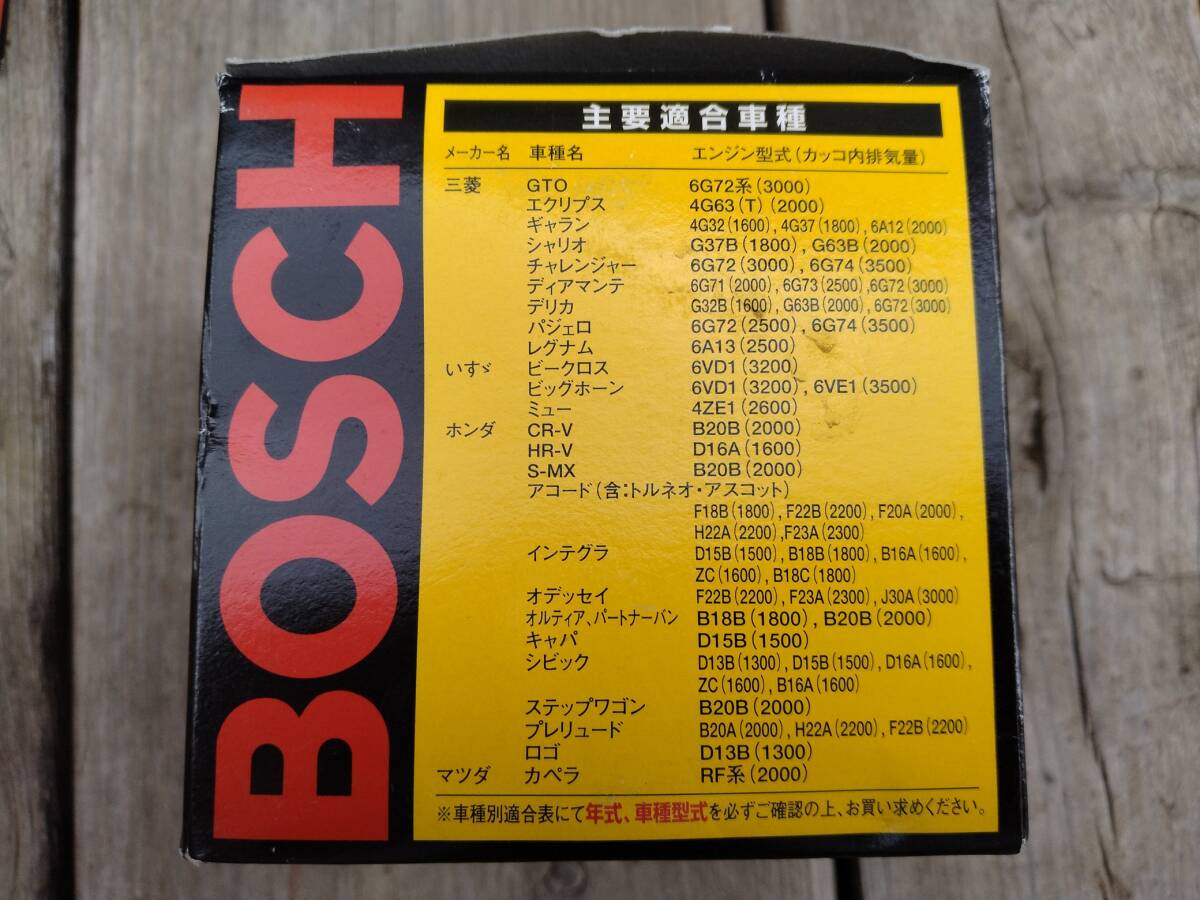 BOSCH
主要適合車種
メーカー名 車種名 エンジン型式(カッコ内排気量)
三菱 GTO 6G72系(3000)
エクリプス 4G63(T)(2000)
ギャラン 4G32(1600),4G37(1800),6A12(2000)
シャリオ G37B(1800),G63B(2000)
チャレンジャー 6G72(3000),6G74(3500)
ディアマンテ 6G71(2000),6G73(2500),6G72(3000)
デリカ G32B(1600),G63B(2000),6G72(3000)
パジェロ 6G72(2500),6G74(3500)
レグナム 6A13(2500)
いすゞ ビークロス 6VD1(3200)
ビッグホーン 6VD1(3200),6VE1(3500)
ミュー 4ZE1(2600)
ホンダ CR-V B20B(2000)
HR-V D16A(1600)
S-MX B20B(2000)
アコード(含:トルネオ・アスコット)
F18B(1800),F22B(2200),F20A(2000),
H22A(2200),F23A(2300)
インテグラ D15B(1500),B18B(1800),B16A(1600),
ZC(1600),B18C(1800)
オデッセイ F22B(2200),F23A(2300),J30A(3000)
オルティア、パートナーバン B18B(1800),B20B(2000)
キャパ D15B(1500)
シビック D13B(1300),D15B(1500),D16A(1600),
ZC(1600),B16A(1600)
ステップワゴン B20B(2000)
プレリュード B20A(2000),H22A(2200),F22B(2200)
ロゴ D13B(1300)
マツダ カペラ RF系(2000)
※車種別適合表にて年式、車種型式を必ずご確認の上、お買い求めください。